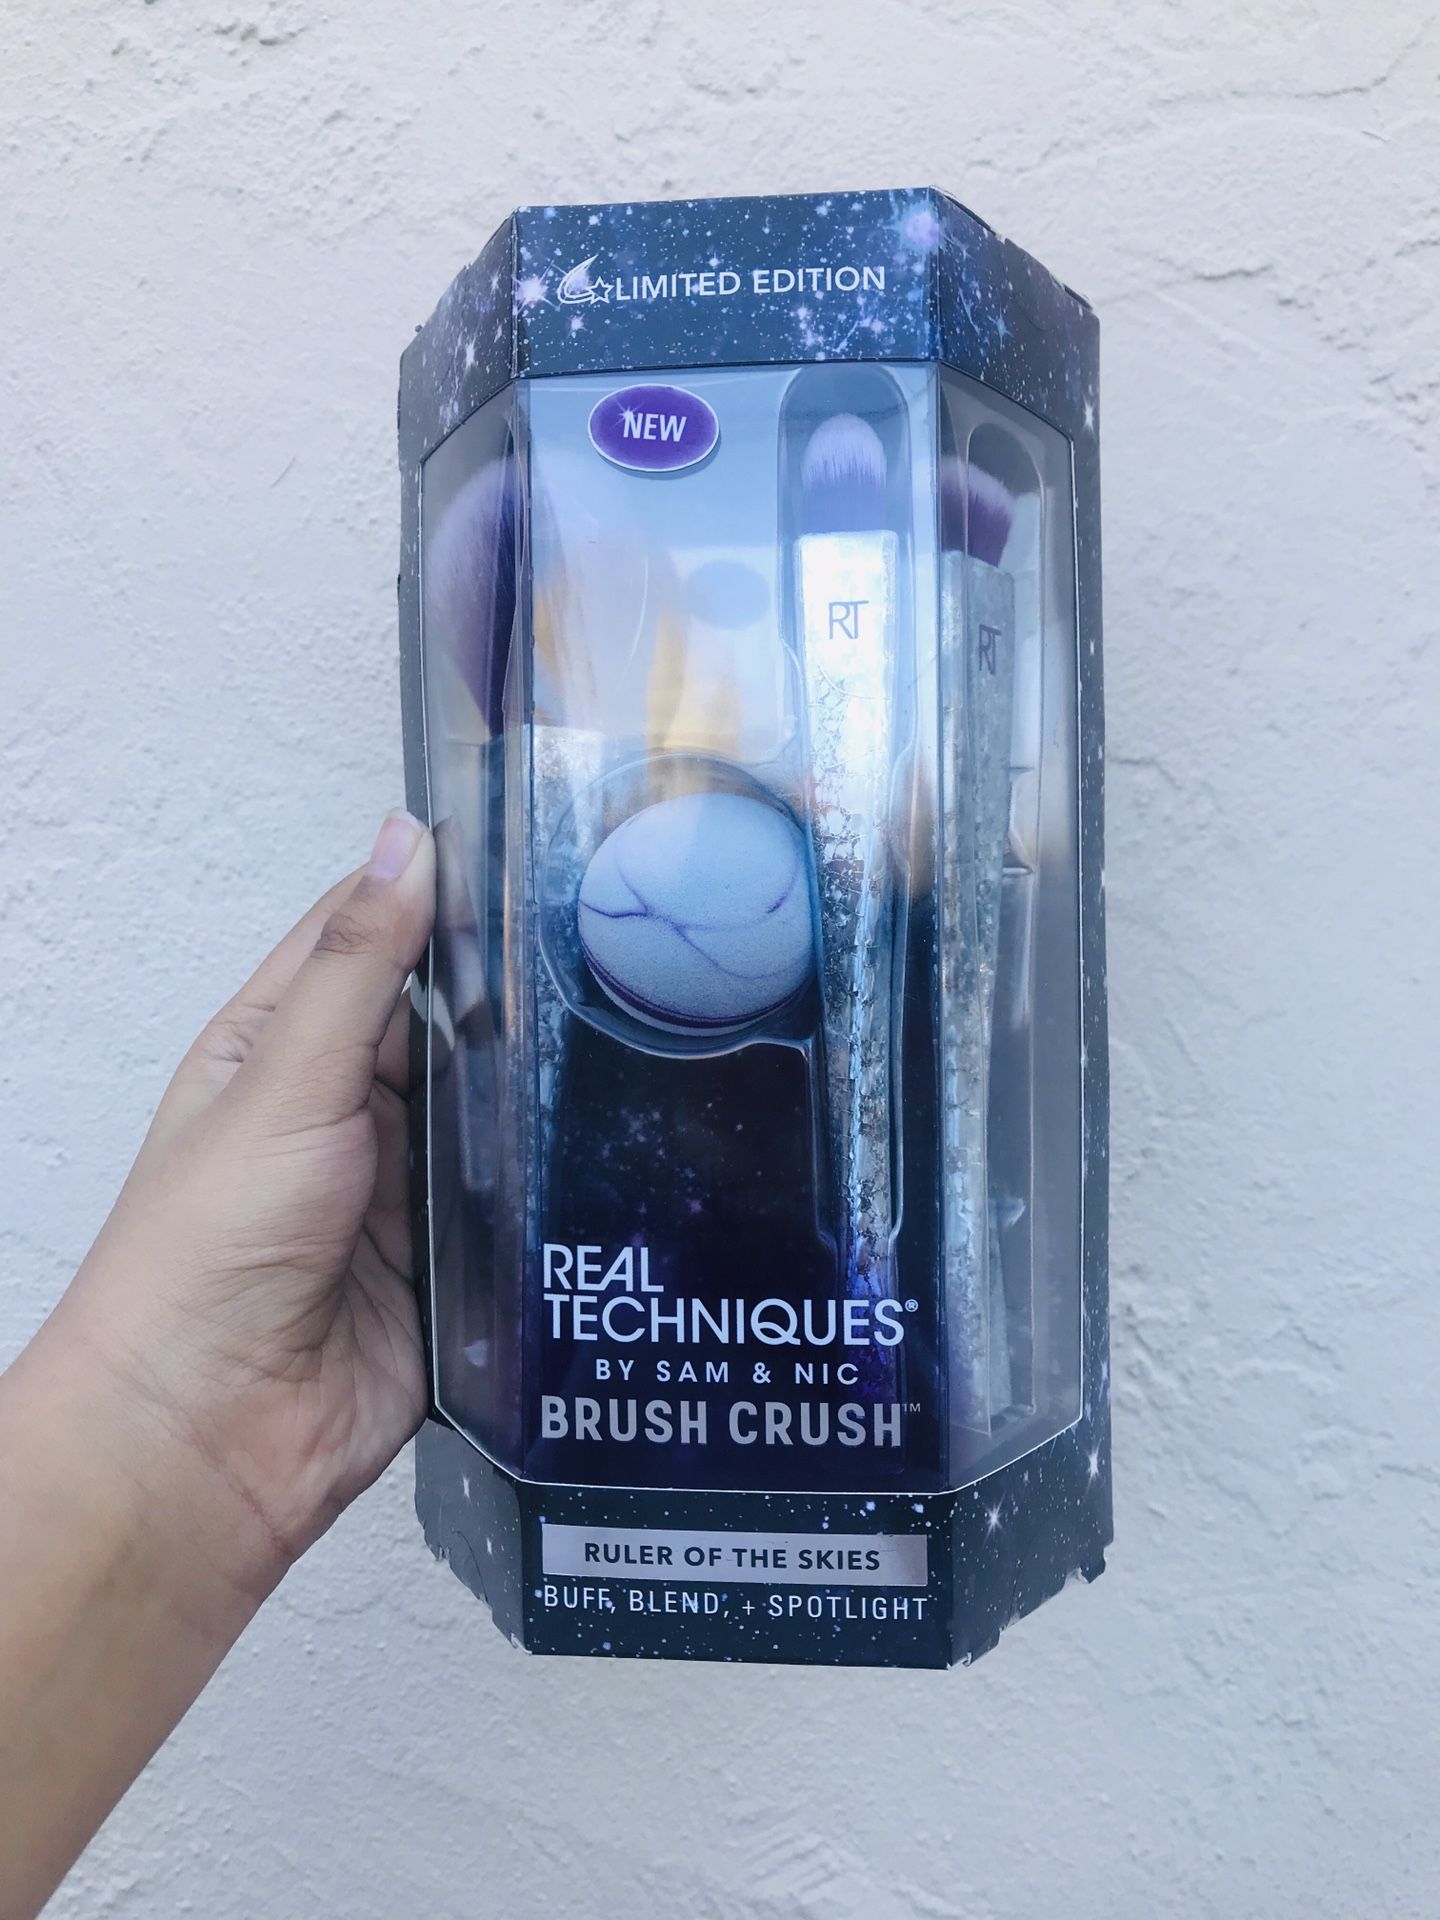 LIMITED EDITION
NEW
RT
RT
REAL
TECHNIQUES®
BY SAM & NIC
BRUSH CRUSH™
RULER OF THE SKIES
BUFF, BLEND, + SPOTLIGHT